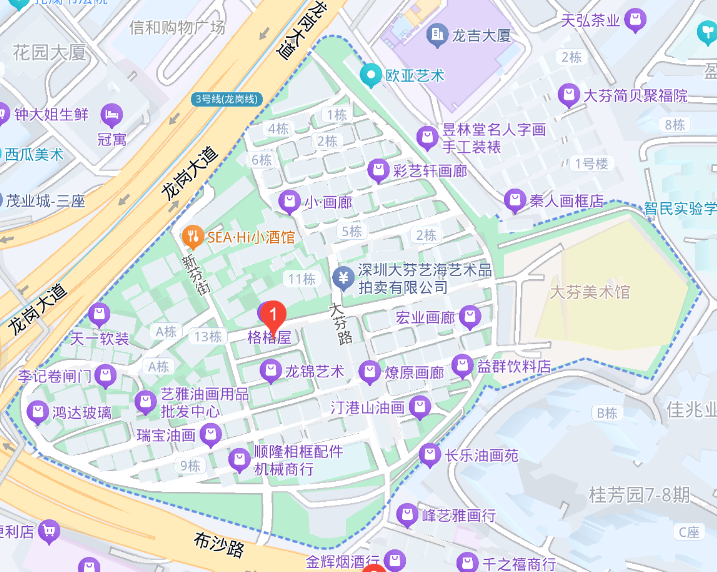 天弘茶业
信和购物广场
龙岗大道
龙吉大厦
花园大厦
2栋
欧亚艺术
3号线(龙岗线)
大芬简贝聚福院
钟大姐生鲜
1栋
4栋
2栋
8栋
冠寓
昱林堂名人字画
手工装裱
西瓜美术
6栋
龙岗大道
彩艺轩画廊
1号楼
茂业城-三座
小·画廊
秦人画框店
智民实验学
5栋
2栋
SEA·Hi小酒馆
新芬街
11栋
深圳大芬艺海艺术品
拍卖有限公司
大芬美术馆
龙岗大道
大芬路
1
宏业画廊
A栋
13栋
天一软装
格格屋
A栋
李记卷闸门
龙锦艺术
燎原画廊
益群饮料店
艺雅油画用品
批发中心
汀港山油画
鸿达玻璃
B栋
佳兆业
瑞宝油画
顺隆相框配件
机械商行
长乐油画苑
9栋
桂芳园7-8期
峰艺雅画行
便利店
布沙路
C座
金辉烟酒行
千之禧商行